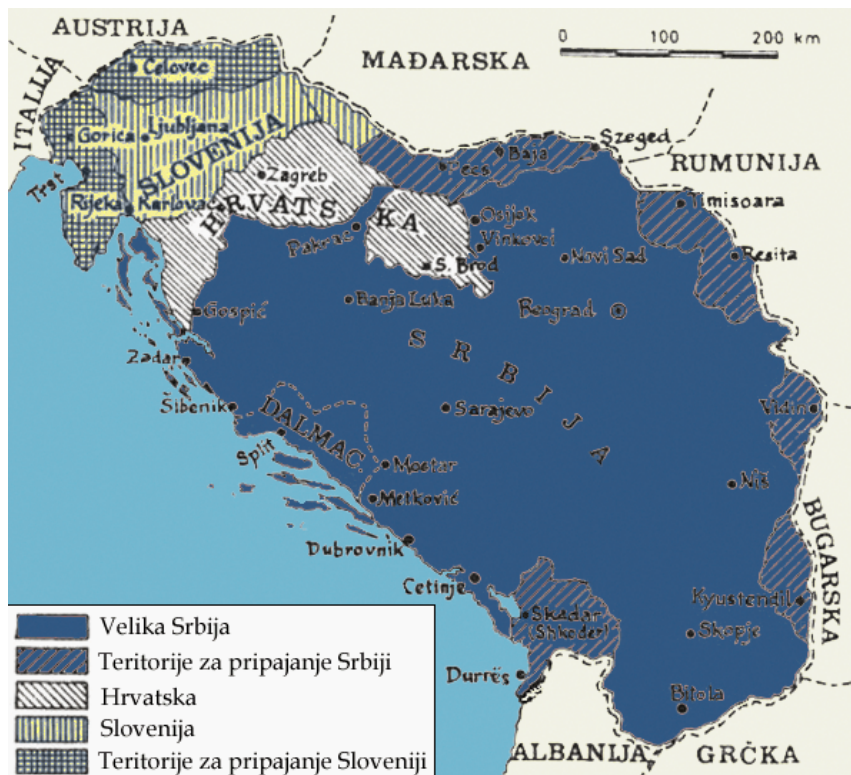 AUSTRIJA
MAĐARSKA
0 100 200 km
ITALIJA
Celovec
Gorica
Ljubljana
SLOVENIJA
Trst
Rijeka
Karlovac
Zagreb
HRVATSKA
Pecs
Baja
Szeged
RUMUNIJA
Timisoara
Resita
Osijek
Vinkovci
Pakrac
S. Brod
Novi Sad
Banja Luka
Beograd
Gospić
SRBIJA
Zadar
Šibenik
DALMAC.
Split
Sarajevo
Vidin
Mostar
Metković
Niš
BUGARSKA
Dubrovnik
Cetinje
Skadar
(Shkoder)
Kyustendil
Skopje
Durrës
Bitola
ALBANIJA
GRČKA
Velika Srbija
Teritorije za pripajanje Srbiji
Hrvatska
Slovenija
Teritorije za pripajanje Sloveniji